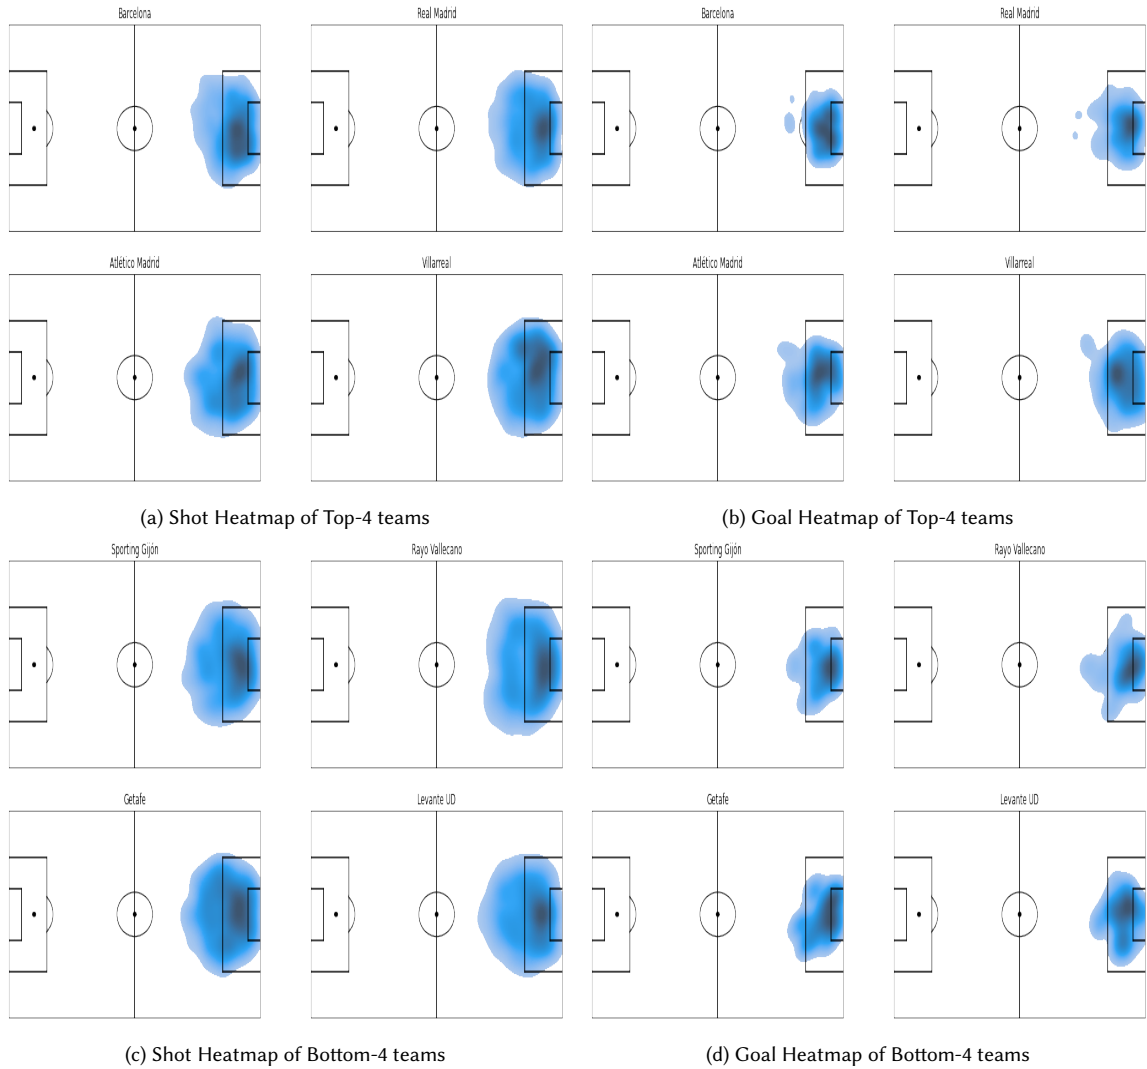 Barcelona
Real Madrid
Barcelona
Real Madrid
Atlético Madrid
Villarreal
Atlético Madrid
Villarreal
(a) Shot Heatmap of Top-4 teams
(b) Goal Heatmap of Top-4 teams
Sporting Gijón
Rayo Vallecano
Sporting Gijón
Rayo Vallecano
Getafe
Levante UD
Getafe
Levante UD
(c) Shot Heatmap of Bottom-4 teams
(d) Goal Heatmap of Bottom-4 teams